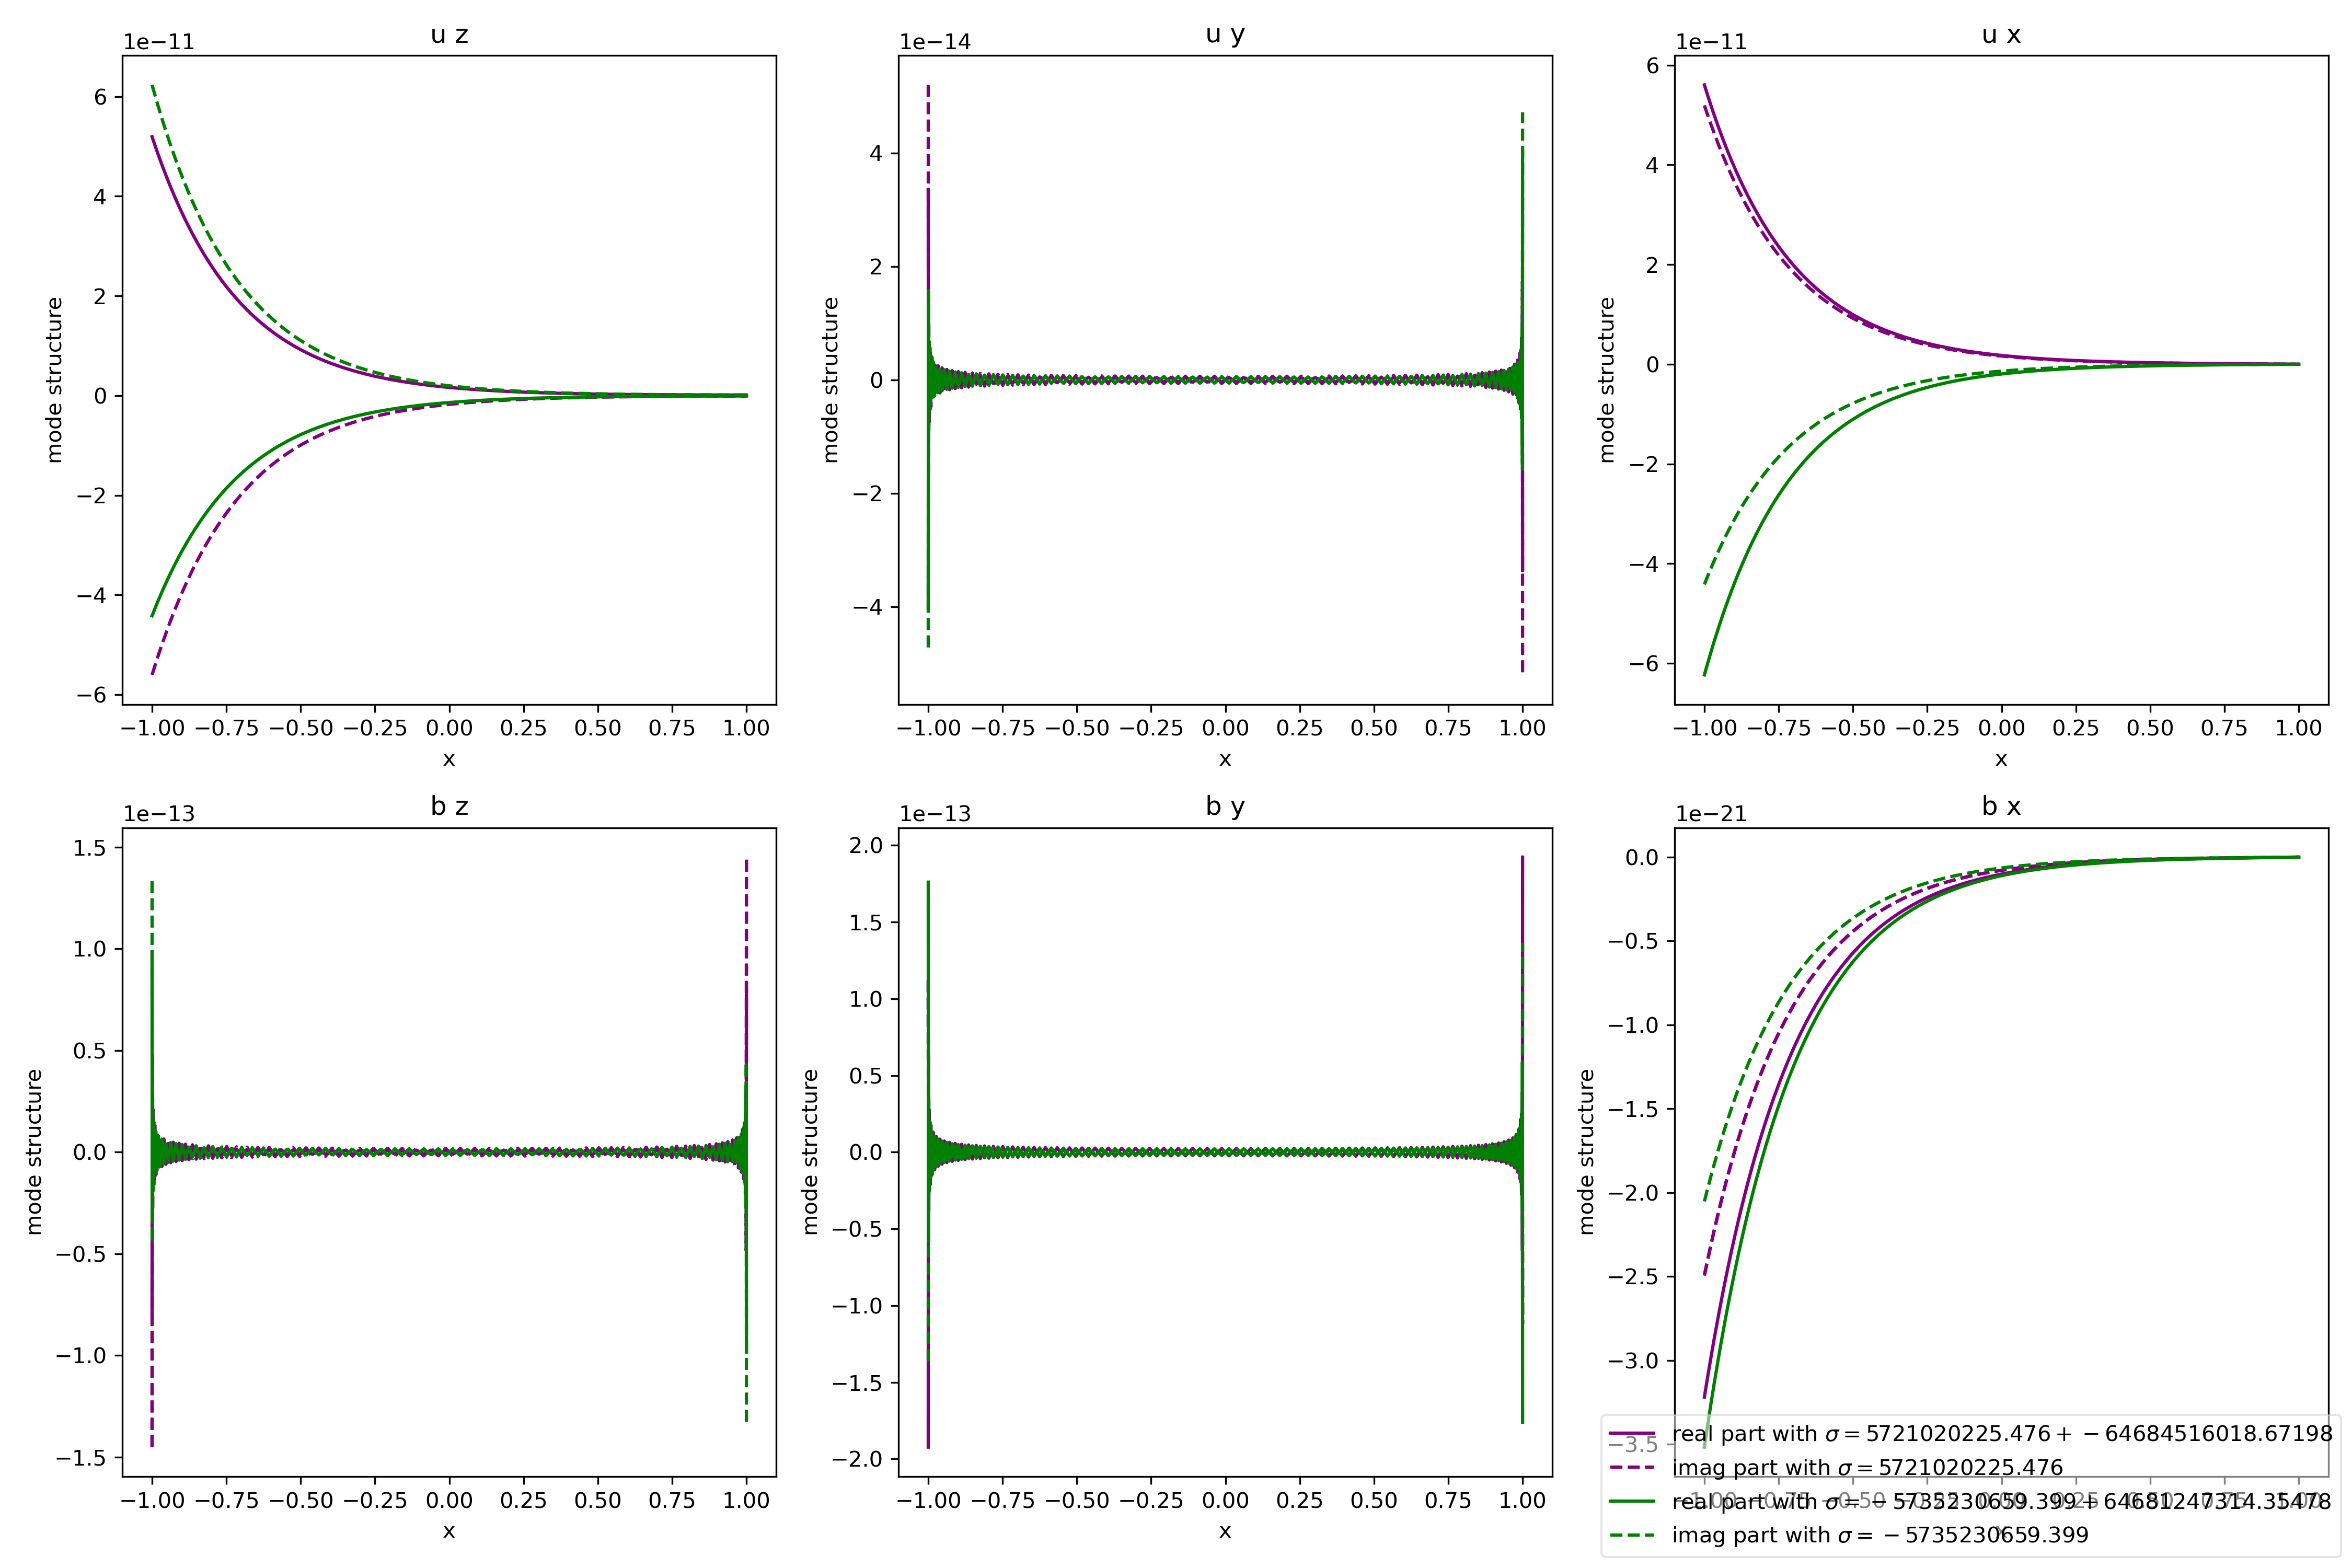 u z
1e−11
6
4
2
0
−2
−4
−6
mode structure
−1.00 −0.75 −0.50 −0.25 0.00 0.25 0.50 0.75 1.00
x
u y
1e−14
4
2
0
−2
−4
mode structure
−1.00 −0.75 −0.50 −0.25 0.00 0.25 0.50 0.75 1.00
x
u x
1e−11
6
4
2
0
−2
−4
−6
mode structure
−1.00 −0.75 −0.50 −0.25 0.00 0.25 0.50 0.75 1.00
x
b z
1e−13
1.5
1.0
0.5
0.0
−0.5
−1.0
−1.5
mode structure
−1.00 −0.75 −0.50 −0.25 0.00 0.25 0.50 0.75 1.00
x
b y
1e−13
2.0
1.5
1.0
0.5
0.0
−0.5
−1.0
−1.5
−2.0
mode structure
−1.00 −0.75 −0.50 −0.25 0.00 0.25 0.50 0.75 1.00
x
b x
1e−21
0.0
−0.5
−1.0
−1.5
−2.0
−2.5
−3.0
−3.5
mode structure
real part with σ = 5721020225.476 + − 64684516018.67198
imag part with σ = 5721020225.476
real part with σ = − 5735230659.399 + 64681247314.35478
imag part with σ = − 5735230659.399